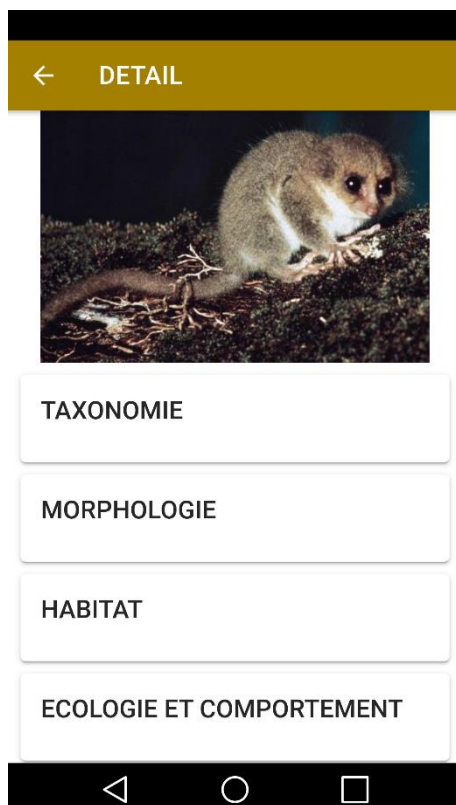 DETAIL
TAXONOMIE
MORPHOLOGIE
HABITAT
ECOLOGIE ET COMPORTEMENT